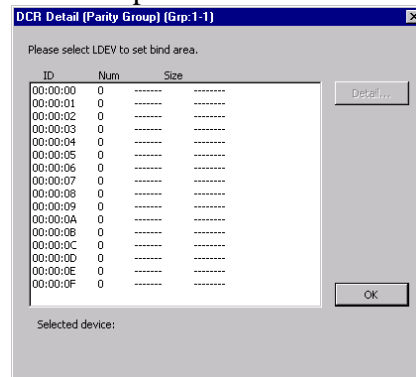 DCR Detail (Parity Group) (Grp:1-1)
Please select LDEV to set bind area.
ID Num Size
00:00:00 0 ------- --------
Detail...
00:00:01 0 ------- --------
00:00:02 0 ------- --------
00:00:03 0 ------- --------
00:00:04 0 ------- --------
00:00:05 0 ------- --------
00:00:06 0 ------- --------
00:00:07 0 ------- --------
00:00:08 0 ------- --------
00:00:09 0 ------- --------
00:00:0A 0 ------- --------
00:00:0B 0 ------- --------
00:00:0C 0 ------- --------
00:00:0D 0 ------- --------
00:00:0E 0 ------- --------
00:00:0F 0 ------- --------
OK
Selected device: